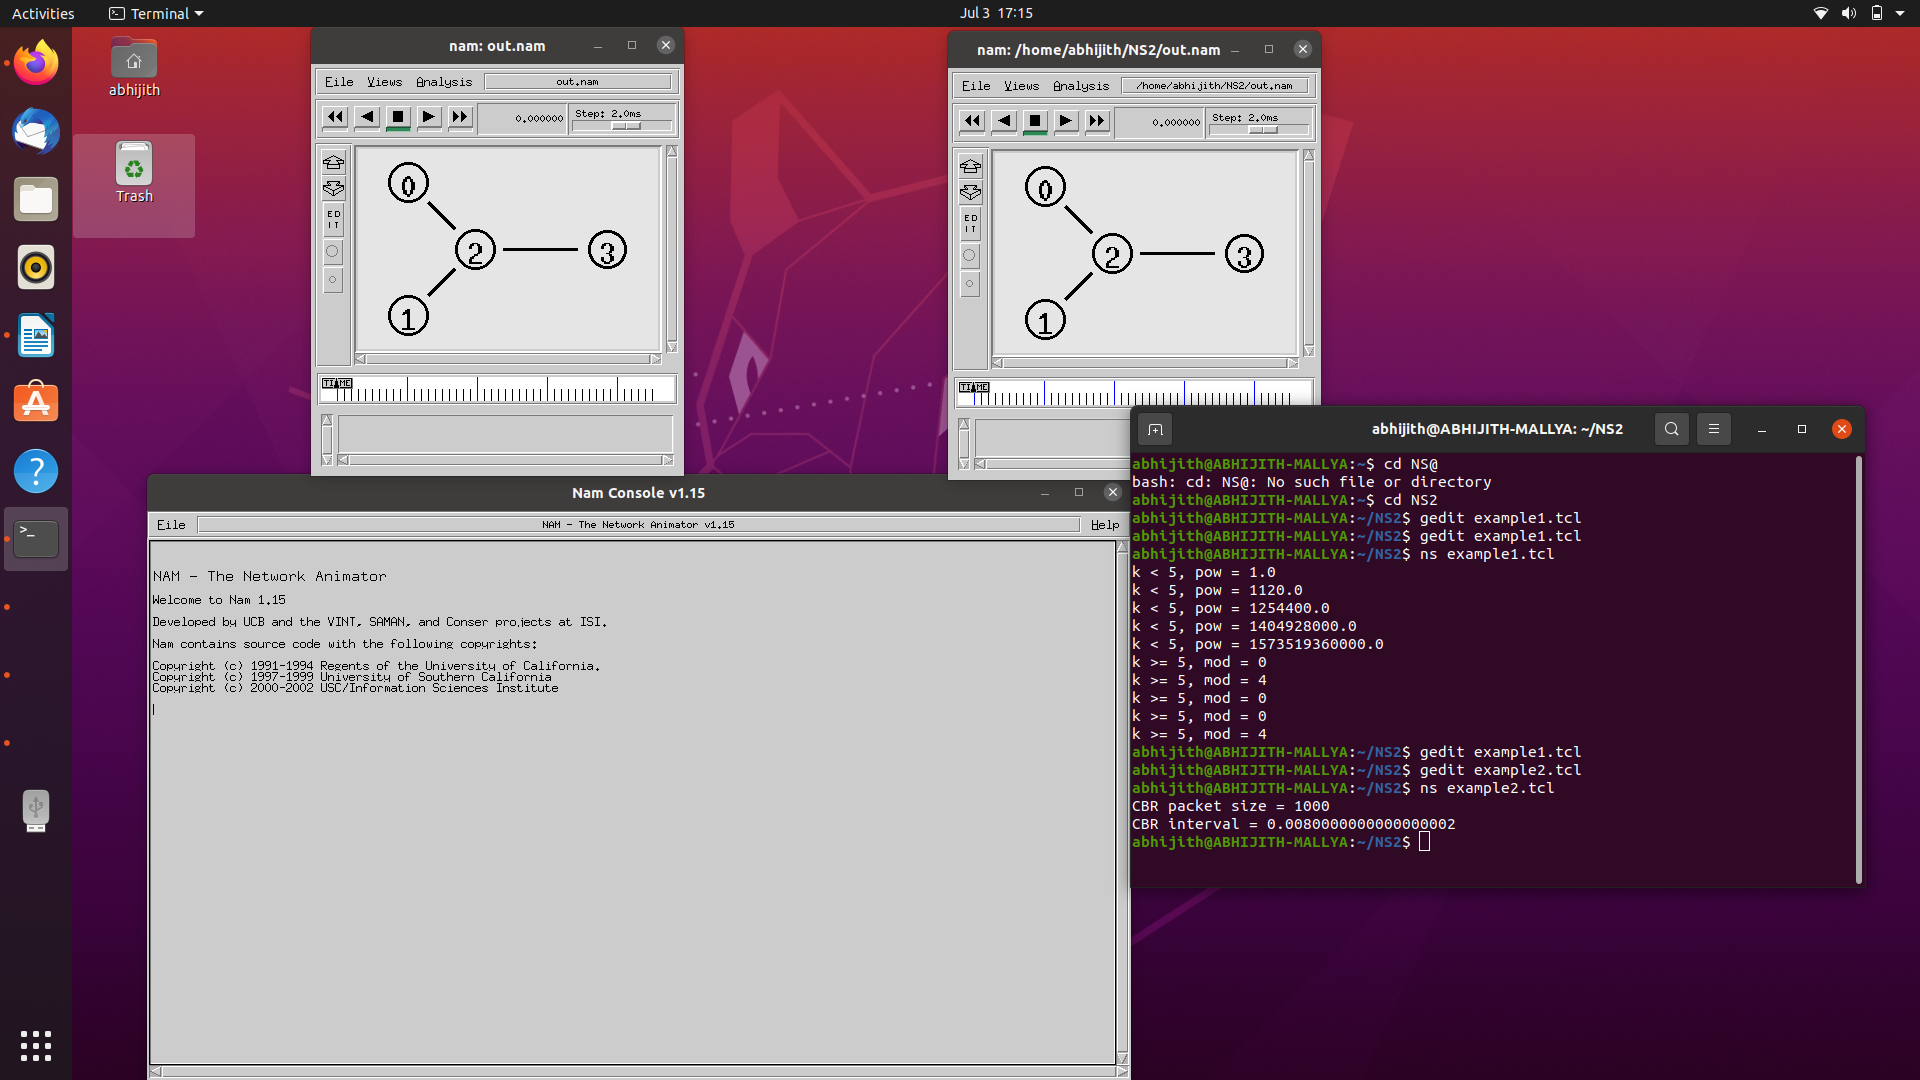 Activities
Terminal
Jul 3 17:15
abhijith
Trash
nam: out.nam
File Views Analysis out.nam
0.000000 Step: 2.0ms
ED
IT
0
2
3
1
TIME
nam: /home/abhijith/NS2/out.nam
File Views Analysis /home/abhijith/NS2/out.nam
0.000000 Step: 2.0ms
ED
IT
0
2
3
1
TIME
Nam Console v1.15
File NAM - The Network Animator v1.15 Help
NAM - The Network Animator
Welcome to Nam 1.15
Developed by UCB and the VINT, SAMAN, and Conser projects at ISI.
Nam contains source code with the following copyrights:
Copyright (c) 1991-1994 Regents of the University of California.
Copyright (c) 1997-1999 University of Southern California
Copyright (c) 2000-2002 USC/Information Sciences Institute
abhijith@ABHIJITH-MALLYA: ~/NS2
abhijith@ABHIJITH-MALLYA:~$ cd NS@
bash: cd: NS@: No such file or directory
abhijith@ABHIJITH-MALLYA:~$ cd NS2
abhijith@ABHIJITH-MALLYA:~/NS2$ gedit example1.tcl
abhijith@ABHIJITH-MALLYA:~/NS2$ gedit example1.tcl
abhijith@ABHIJITH-MALLYA:~/NS2$ ns example1.tcl
k < 5, pow = 1.0
k < 5, pow = 1120.0
k < 5, pow = 1254400.0
k < 5, pow = 1404928000.0
k < 5, pow = 1573519360000.0
k >= 5, mod = 0
k >= 5, mod = 4
k >= 5, mod = 0
k >= 5, mod = 0
k >= 5, mod = 4
abhijith@ABHIJITH-MALLYA:~/NS2$ gedit example1.tcl
abhijith@ABHIJITH-MALLYA:~/NS2$ gedit example2.tcl
abhijith@ABHIJITH-MALLYA:~/NS2$ ns example2.tcl
CBR packet size = 1000
CBR interval = 0.0080000000000000002
abhijith@ABHIJITH-MALLYA:~/NS2$